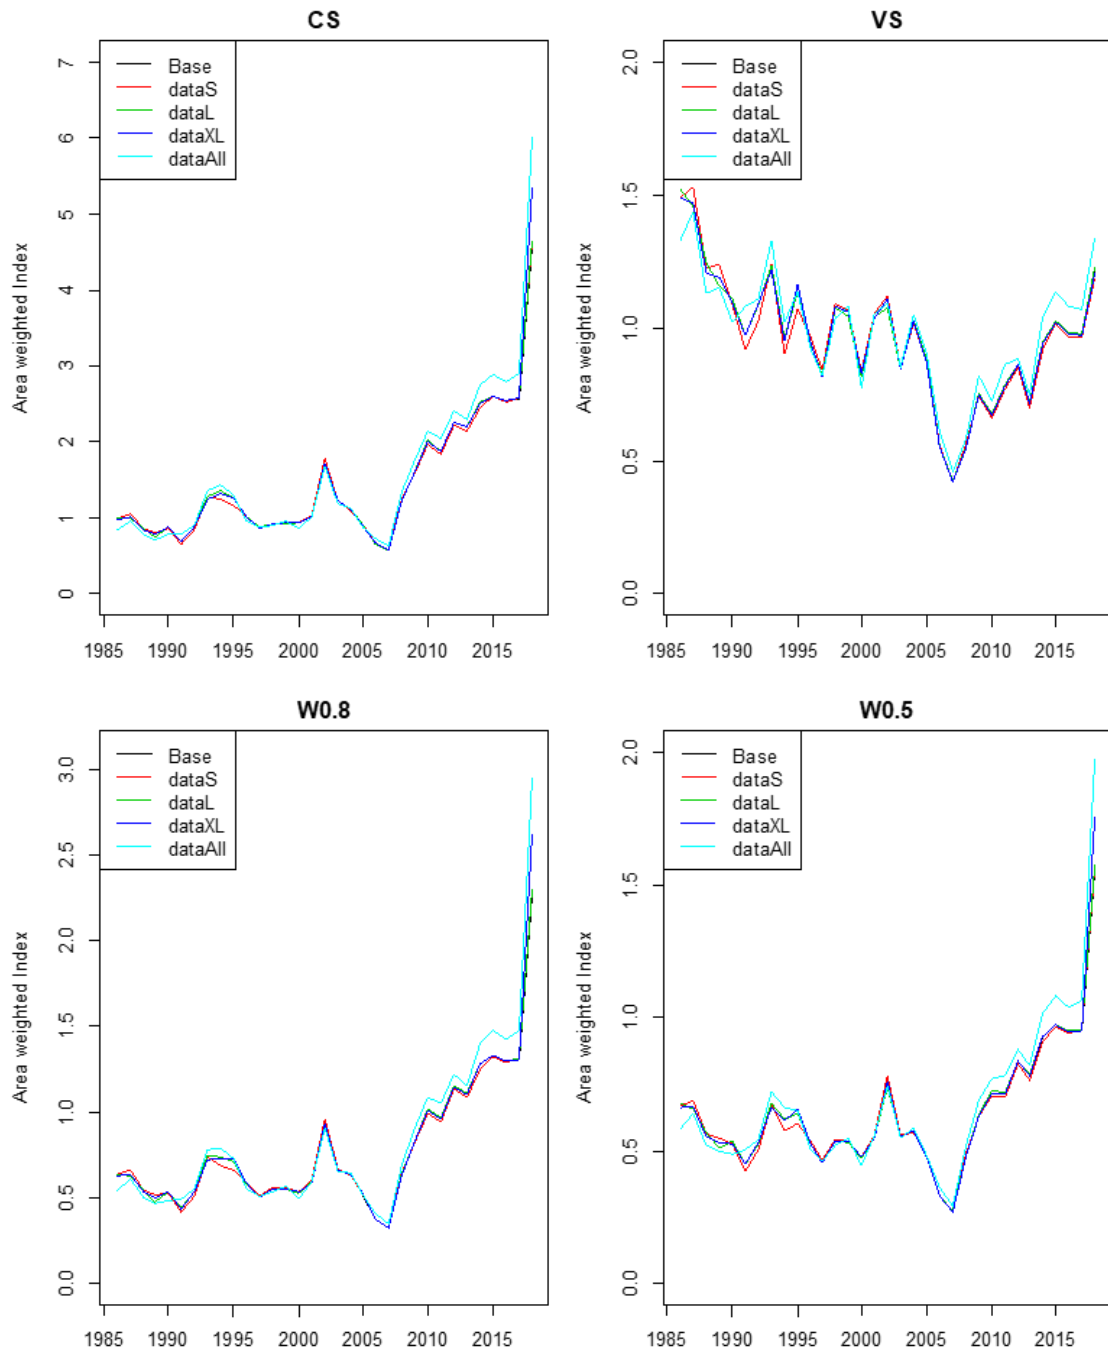 CS
7
6
5
4
3
2
1
0
Area weighted Index
Base
dataS
dataL
dataXL
dataAll
1985 1990 1995 2000 2005 2010 2015
VS
2.0
1.5
1.0
0.5
0.0
Area weighted Index
Base
dataS
dataL
dataXL
dataAll
1985 1990 1995 2000 2005 2010 2015
W0.8
3.0
2.5
2.0
1.5
1.0
0.5
0.0
Area weighted Index
Base
dataS
dataL
dataXL
dataAll
1985 1990 1995 2000 2005 2010 2015
W0.5
2.0
1.5
1.0
0.5
0.0
Area weighted Index
Base
dataS
dataL
dataXL
dataAll
1985 1990 1995 2000 2005 2010 2015